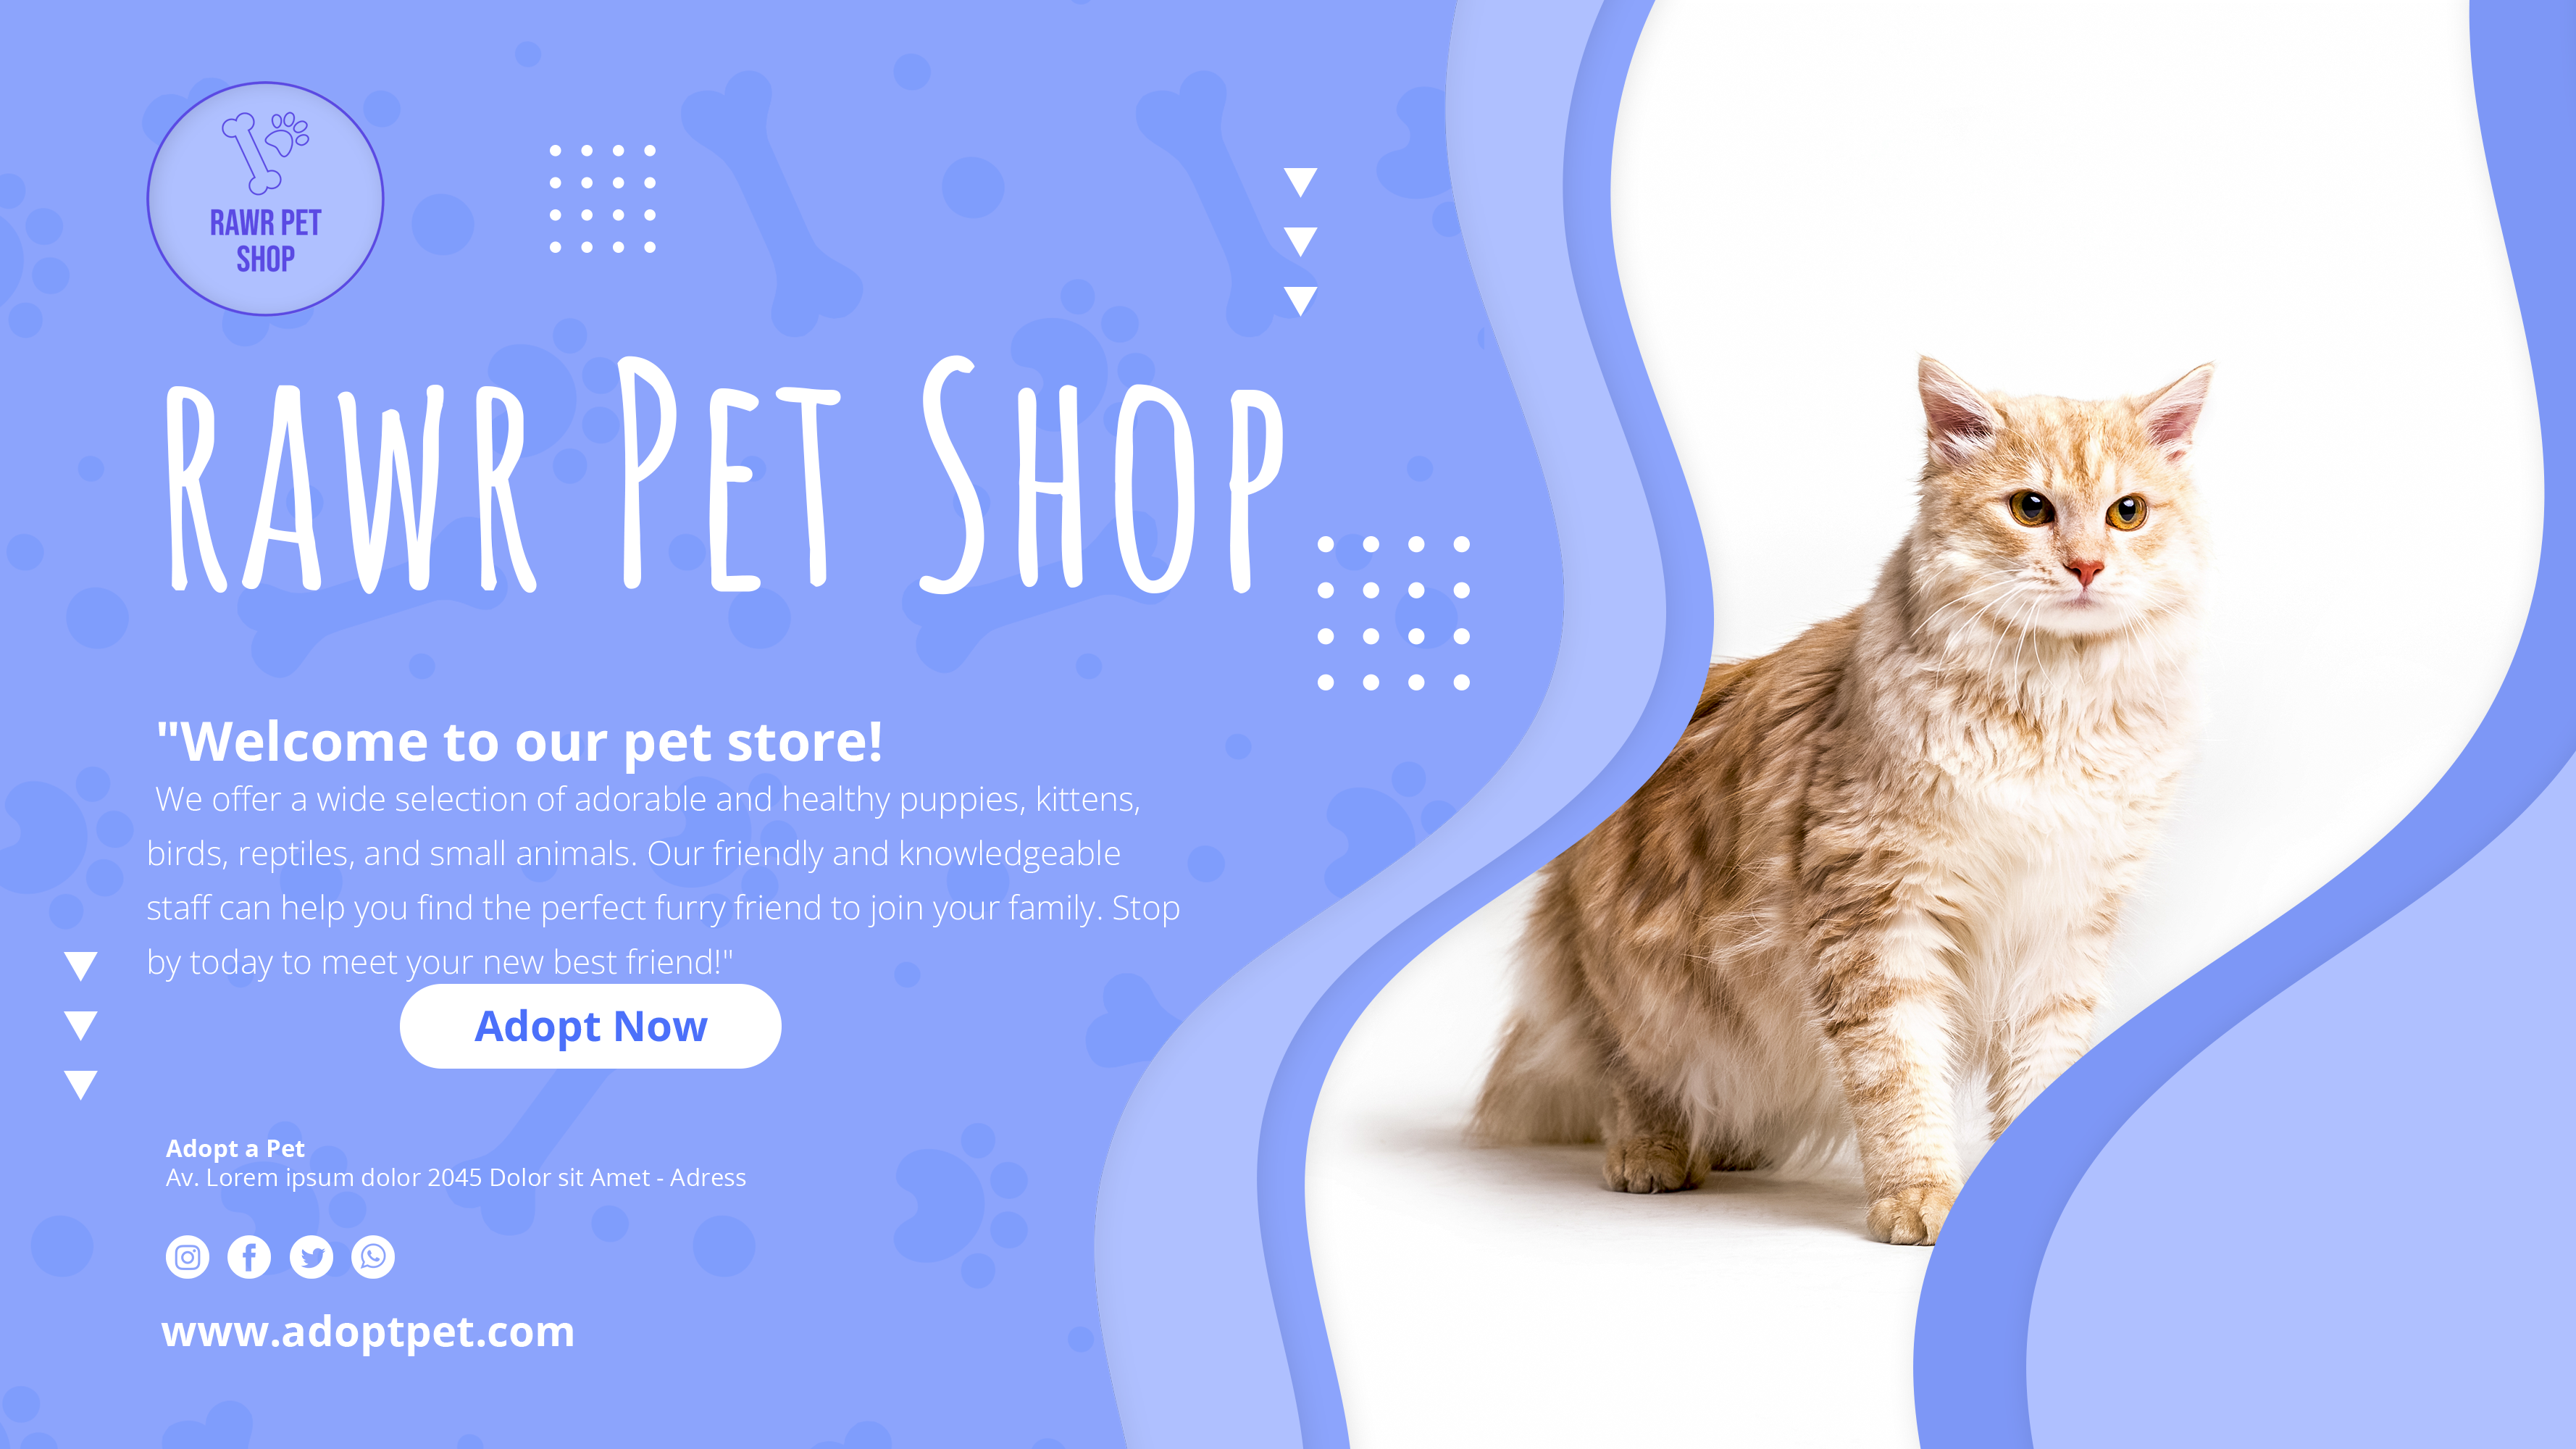 RAWR PET
SHOP
RAWR PET SHOP
"Welcome to our pet store!
We offer a wide selection of adorable and healthy puppies, kittens,
birds, reptiles, and small animals. Our friendly and knowledgeable
staff can help you find the perfect furry friend to join your family. Stop
by today to meet your new best friend!"
Adopt Now
Adopt a Pet
Av. Lorem ipsum dolor 2045 Dolor sit Amet - Adress
www.adoptpet.com